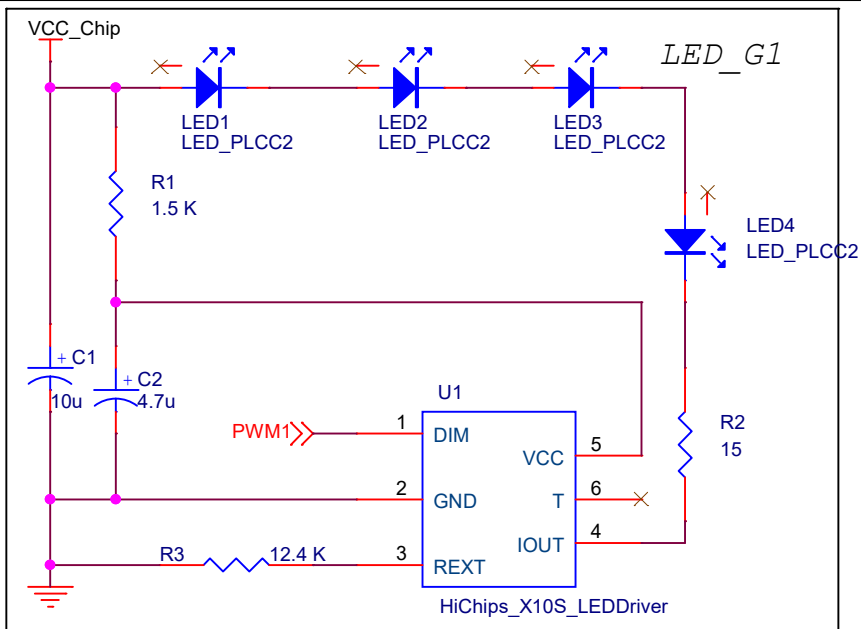 VCC_Chip
LED_G1
LED1
LED_PLCC2
LED2
LED_PLCC2
LED3
LED_PLCC2
R1
1.5 K
LED4
LED_PLCC2
+ C1
10u
+ C2
4.7u
U1
R2
15
PWM1
1
DIM
VCC
5
2
GND
T
6
IOUT
4
R3
12.4 K
3
REXT
HiChips_X10S_LEDDriver